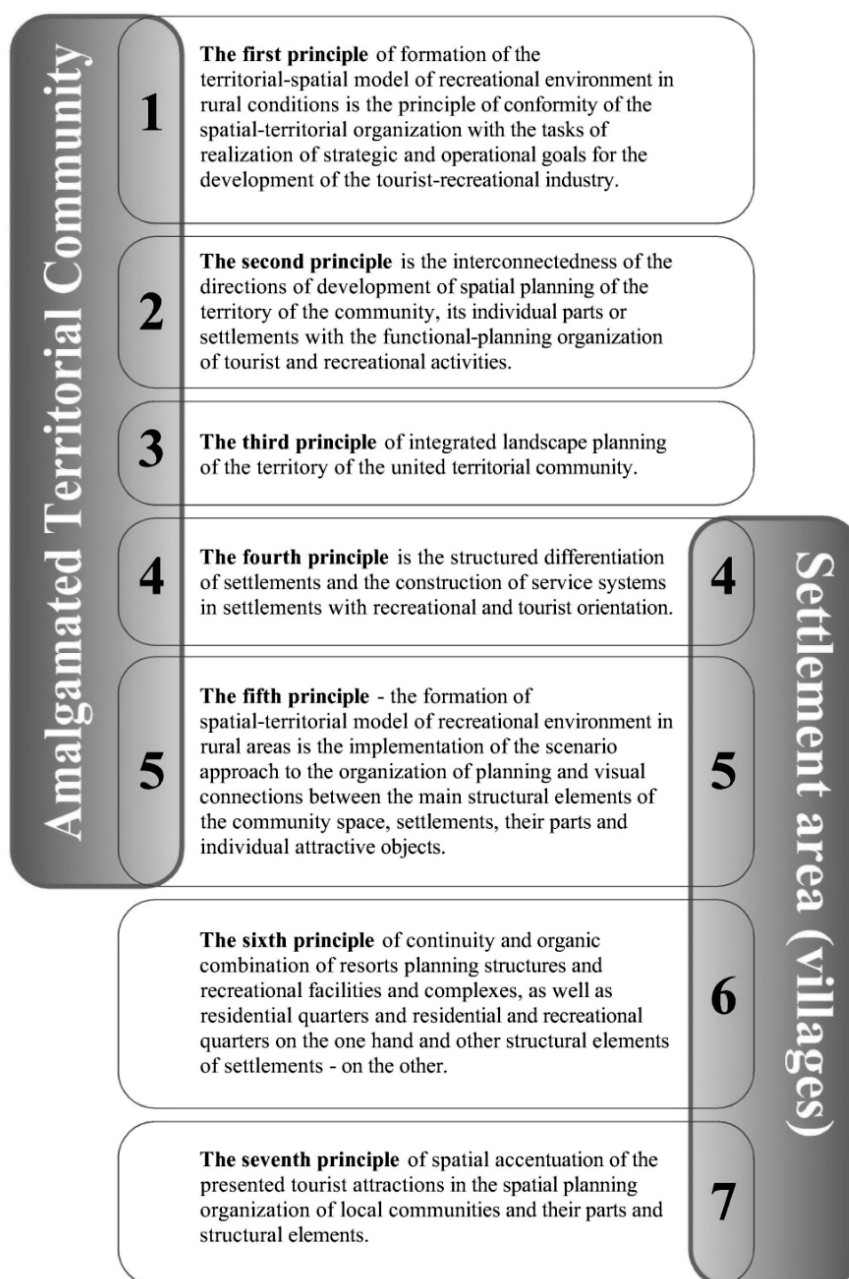 Amalgamated Territorial Community
1
The first principle of formation of the
territorial-spatial model of recreational environment in
rural conditions is the principle of conformity of the
spatial-territorial organization with the tasks of
realization of strategic and operational goals for the
development of the tourist-recreational industry.
2
The second principle is the interconnectedness of the
directions of development of spatial planning of the
territory of the community, its individual parts or
settlements with the functional-planning organization
of tourist and recreational activities.
3
The third principle of integrated landscape planning
of the territory of the united territorial community.
4
The fourth principle is the structured differentiation
of settlements and the construction of service systems
in settlements with recreational and tourist orientation.
4
5
The fifth principle - the formation of
spatial-territorial model of recreational environment in
rural areas is the implementation of the scenario
approach to the organization of planning and visual
connections between the main structural elements of
the community space, settlements, their parts and
individual attractive objects.
5
The sixth principle of continuity and organic
combination of resorts planning structures and
recreational facilities and complexes, as well as
residential quarters and residential and recreational
quarters on the one hand and other structural elements
of settlements - on the other.
6
The seventh principle of spatial accentuation of the
presented tourist attractions in the spatial planning
organization of local communities and their parts and
structural elements.
7
Settlement area (villages)